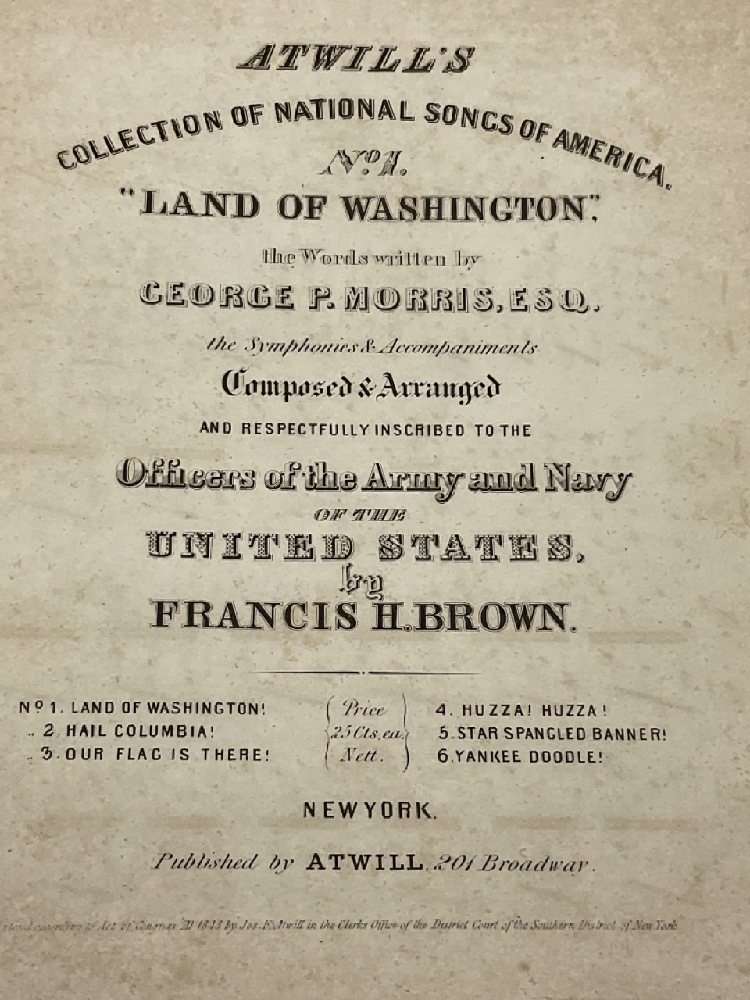 ATWILL'S
COLLECTION OF NATIONAL SONGS OF AMERICA.
No. 1.
"LAND OF WASHINGTON".
the Words written by
GEORGE P. MORRIS, ESQ.
the Symphonies & Accompaniments
Composed & Arranged
AND RESPECTFULLY INSCRIBED TO THE
Officers of the Army and Navy
OF THE
UNITED STATES,
by
FRANCIS H. BROWN.
No 1. LAND OF WASHINGTON! Price 4. HUZZA! HUZZA!
.. 2. HAIL COLUMBIA! 25 Cts. ea. 5. STAR SPANGLED BANNER!
.. 3. OUR FLAG IS THERE! Nett. 6. YANKEE DOODLE!
NEW YORK.
Published by ATWILL, 201 Broadway.
according to Act of Congress AD by Jos. F. Atwill in the Clerks Office of the District Court of the Southern District of New York